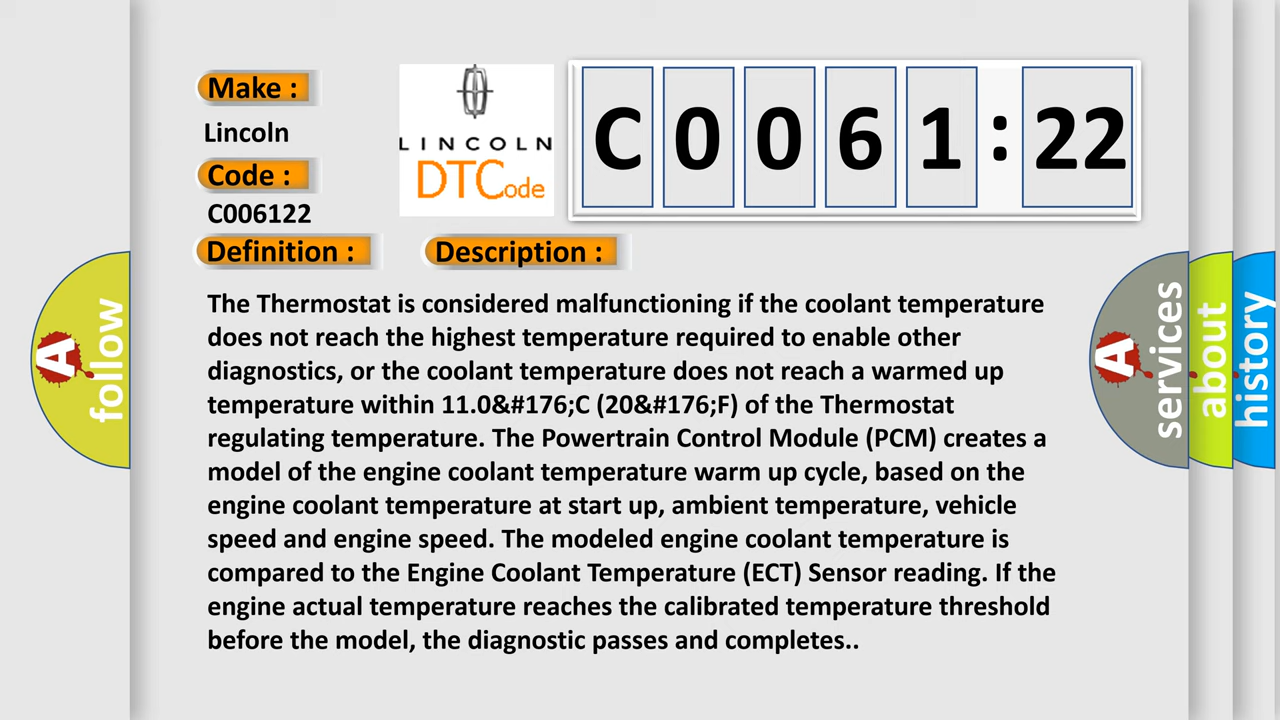 Make :
Lincoln
Code :
C006122
LINCOLN
DTCode
C0061:22
Definition :
Description :
The Thermostat is considered malfunctioning if the coolant temperature
does not reach the highest temperature required to enable other
diagnostics, or the coolant temperature does not reach a warmed up
temperature within 11.0&#176;C (20&#176;F) of the Thermostat
regulating temperature. The Powertrain Control Module (PCM) creates a
model of the engine coolant temperature warm up cycle, based on the
engine coolant temperature at start up, ambient temperature, vehicle
speed and engine speed. The modeled engine coolant temperature is
compared to the Engine Coolant Temperature (ECT) Sensor reading. If the
engine actual temperature reaches the calibrated temperature threshold
before the model, the diagnostic passes and completes..
A
follow
A
services
about
history